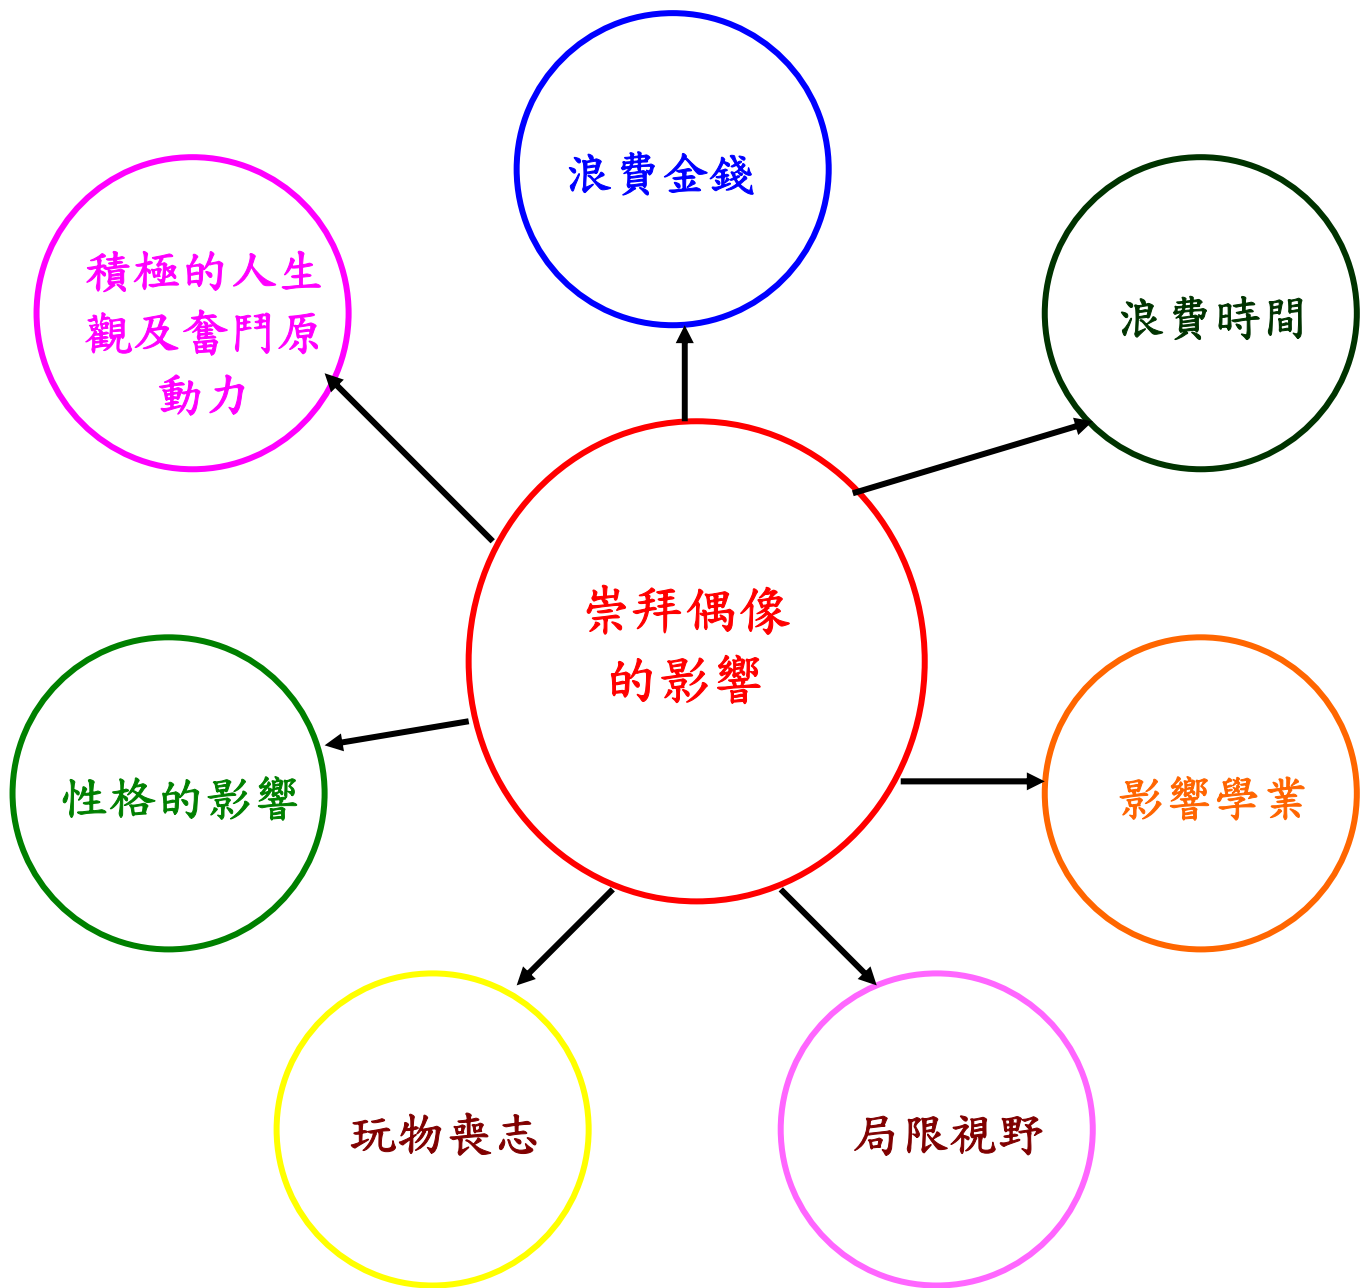 浪費金錢
積極的人生
觀及奮鬥原
動力
浪費時間
崇拜偶像
的影響
性格的影響
影響學業
玩物喪志
局限視野